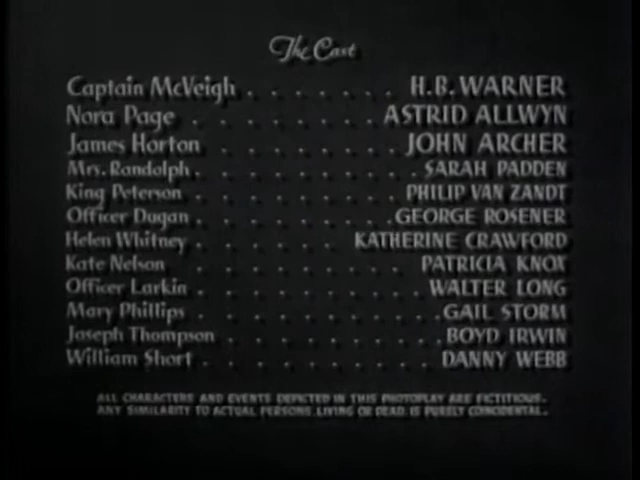 The Cast
Captain McVeigh . . . . . . . H.B. WARNER
Nora Page . . . . . . . ASTRID ALLWYN
James Horton . . . . . . . JOHN ARCHER
Mrs. Randolph . . . . . . . . SARAH PADDEN
King Peterson . . . . . . . PHILIP VAN ZANDT
Officer Dugan . . . . . . . . GEORGE ROSENER
Helen Whitney . . . . . . KATHERINE CRAWFORD
Kate Nelson . . . . . . . . PATRICIA KNOX
Officer Larkin . . . . . . . . WALTER LONG
Mary Phillips . . . . . . . . . GAIL STORM
Joseph Thompson . . . . . . . . BOYD IRWIN
William Short . . . . . . . . . DANNY WEBB
ALL CHARACTERS AND EVENTS DEPICTED IN THIS PHOTOPLAY ARE FICTITIOUS.
ANY SIMILARITY TO ACTUAL PERSONS, LIVING OR DEAD, IS PURELY COINCIDENTAL.